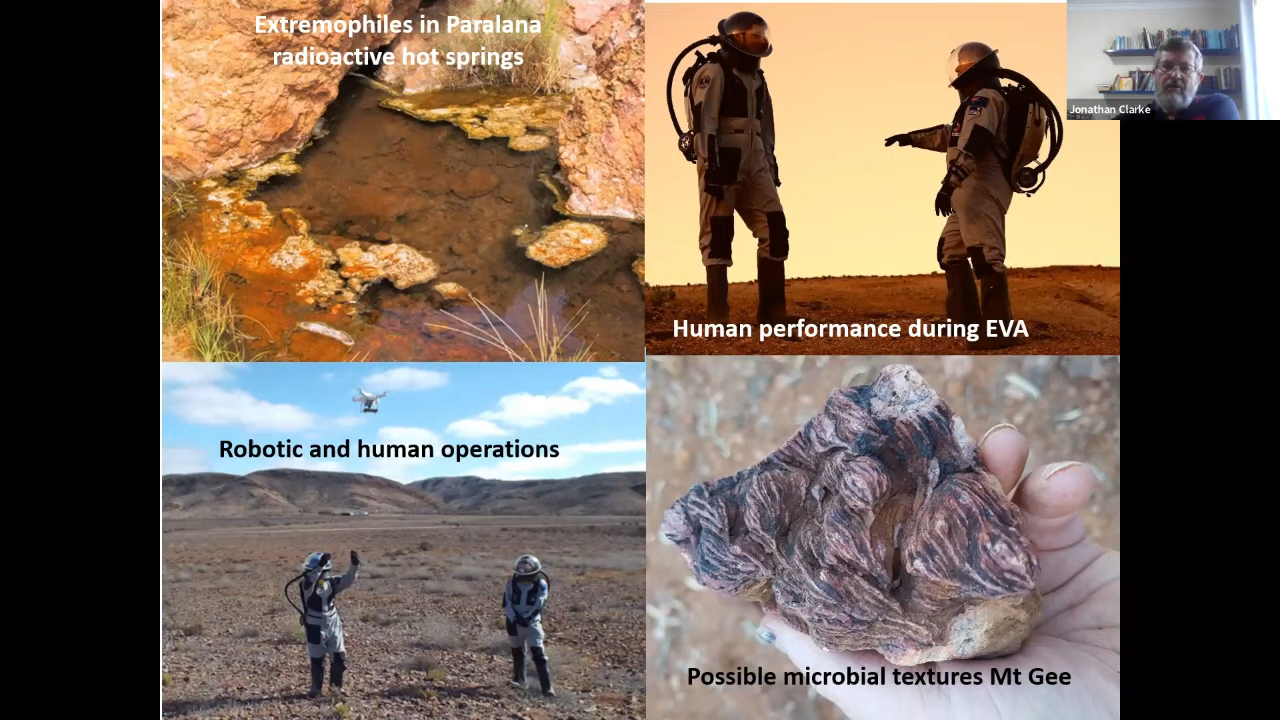 Extremophiles in Paralana
radioactive hot springs
Jonathan Clarke
Human performance during EVA
Robotic and human operations
Possible microbial textures Mt Gee